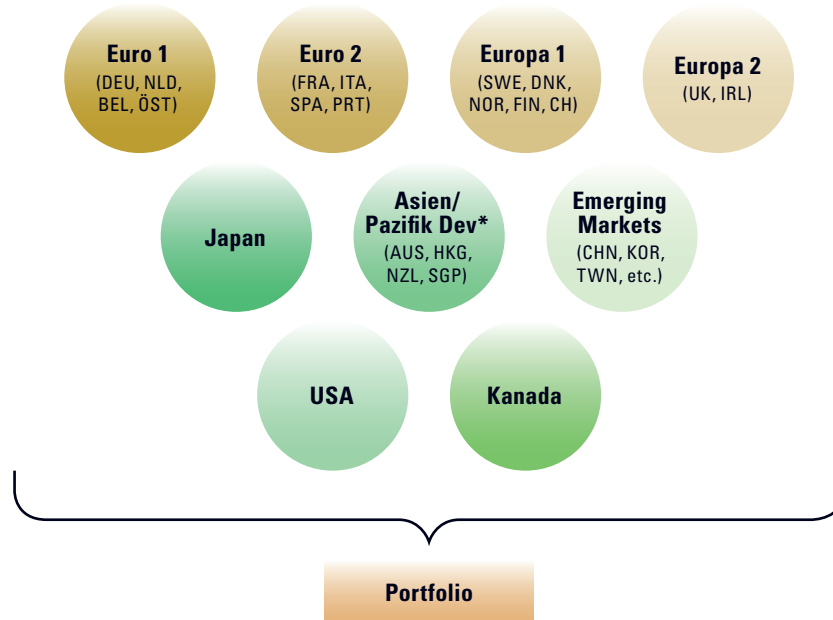 Euro 1
(DEU, NLD,
BEL, ÖST)
Euro 2
(FRA, ITA,
SPA, PRT)
Europa 1
(SWE, DNK,
NOR, FIN, CH)
Europa 2
(UK, IRL)
Japan
Asien/
Pazifik Dev*
(AUS, HKG,
NZL, SGP)
Emerging
Markets
(CHN, KOR,
TWN, etc.)
USA
Kanada
Portfolio